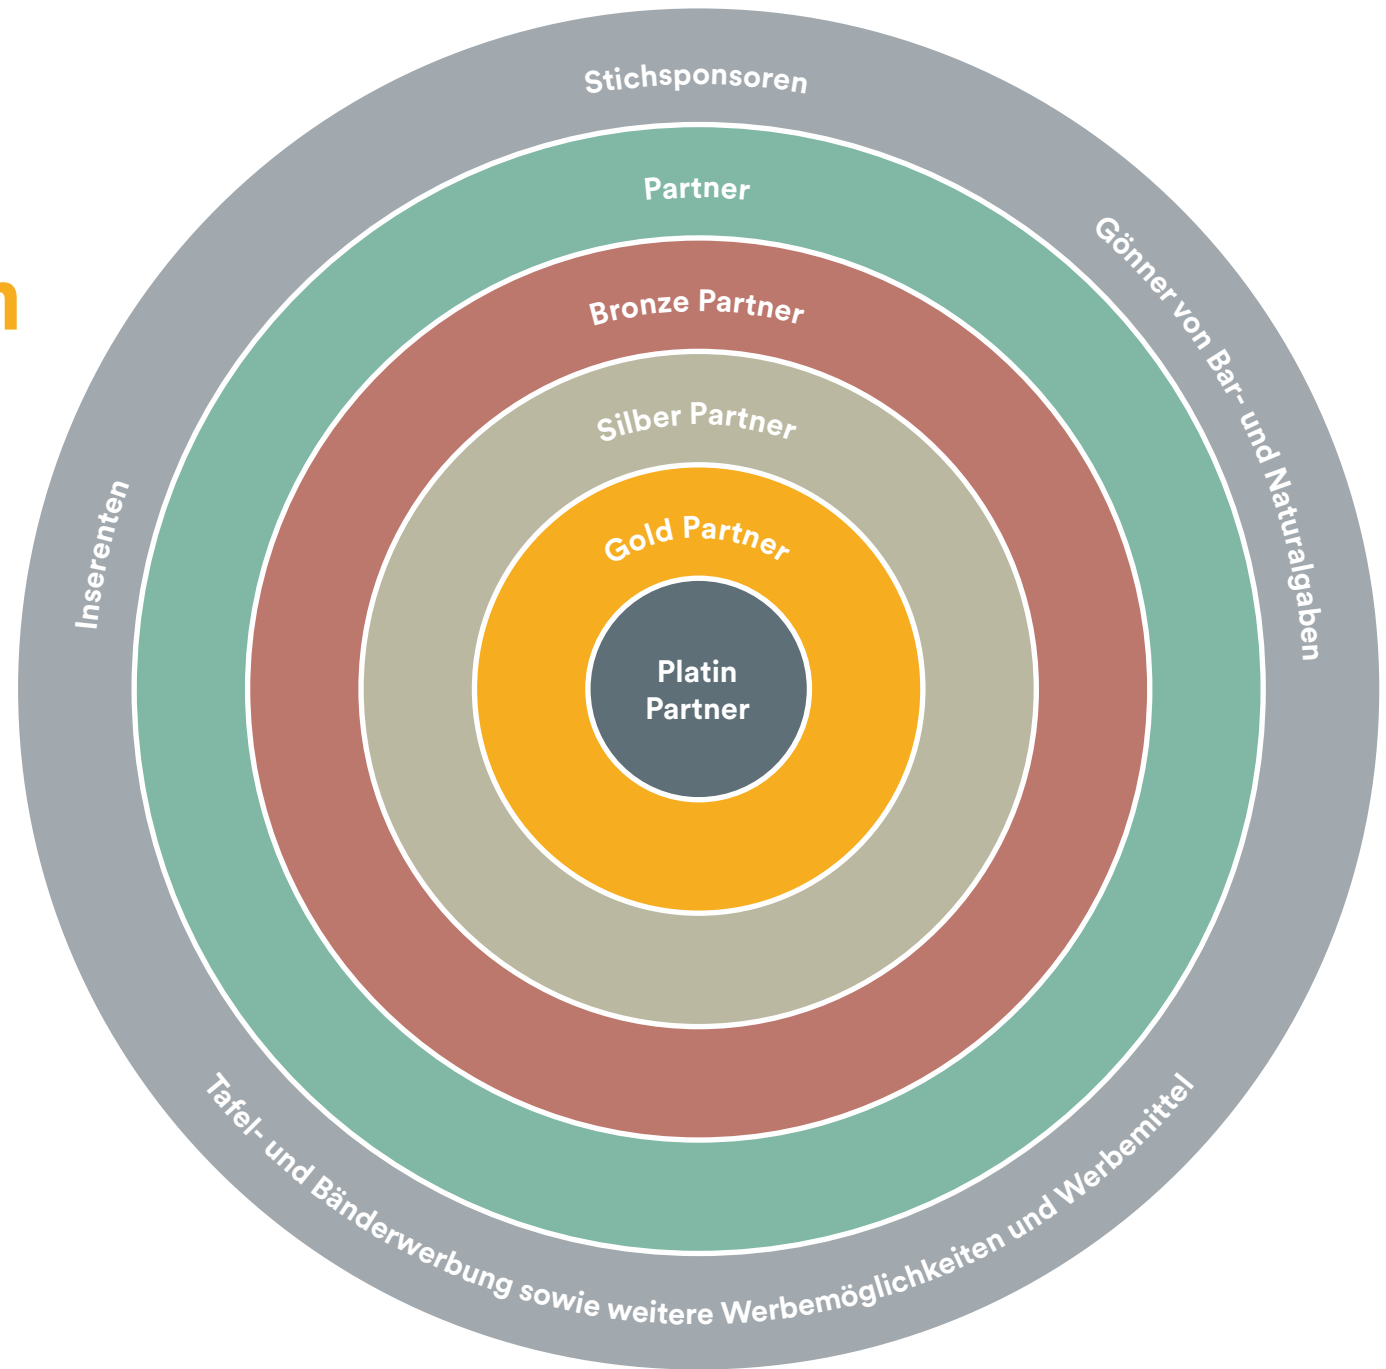 Stichsponsoren
Partner
Gönner von Bar- und Naturalgaben
n
Bronze Partner
Silber Partner
Inserenten
Gold Partner
Platin
Partner
Tafel- und Bänderwerbung sowie weitere Werbemöglichkeiten und Werbemittel